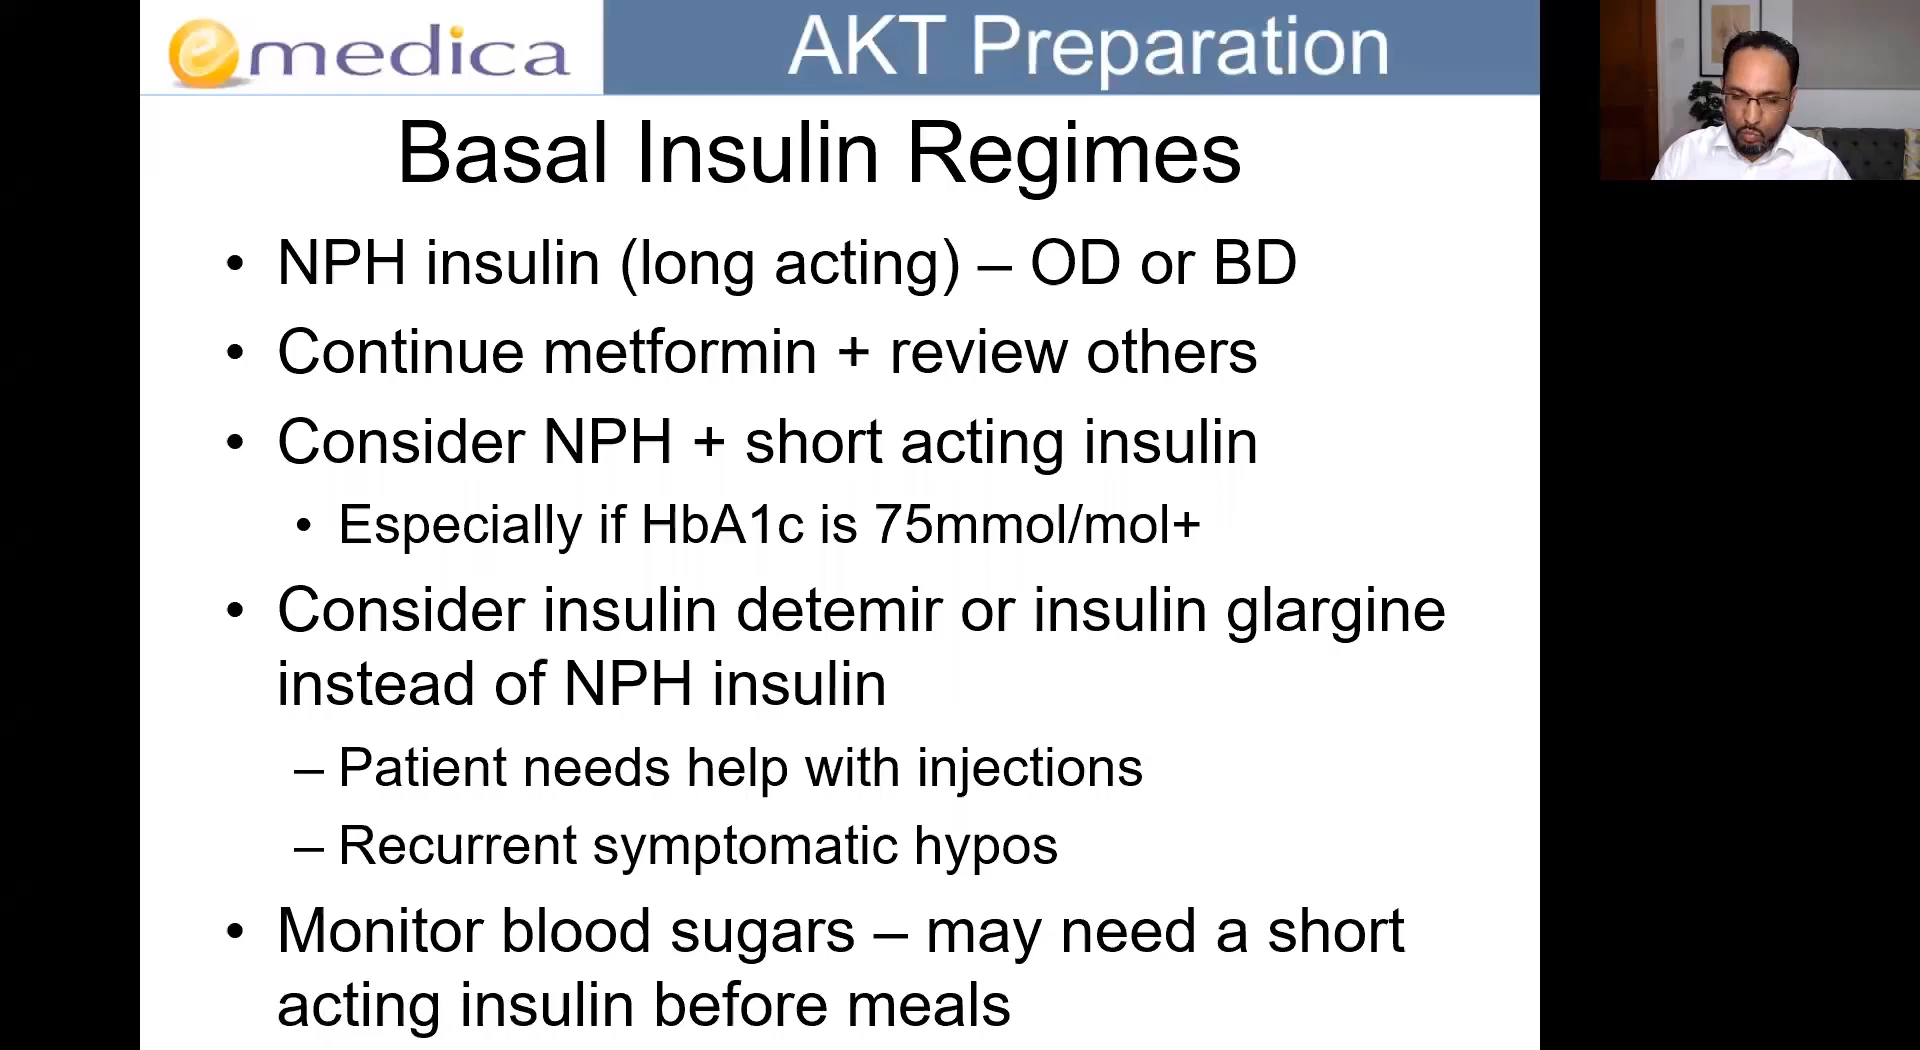 emedica
AKT Preparation
Basal Insulin Regimes
• NPH insulin (long acting) – OD or BD
• Continue metformin + review others
• Consider NPH + short acting insulin
• Especially if HbA1c is 75mmol/mol+
• Consider insulin detemir or insulin glargine
instead of NPH insulin
– Patient needs help with injections
– Recurrent symptomatic hypos
• Monitor blood sugars – may need a short
acting insulin before meals